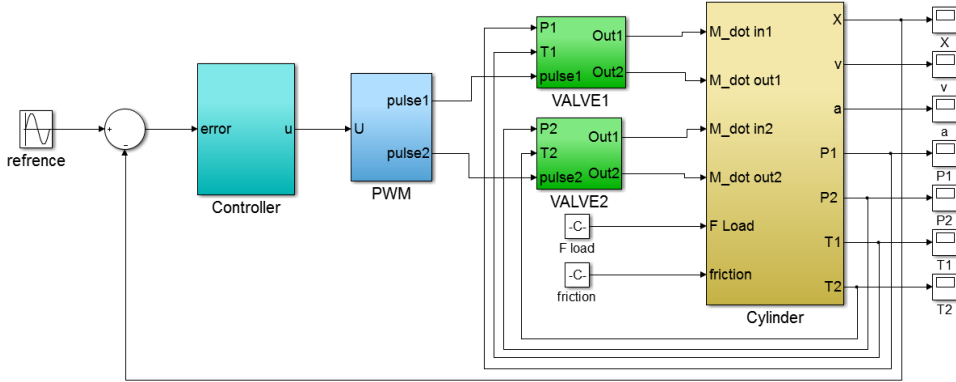 refrence
+
−
error
u
Controller
U
pulse1
pulse2
PWM
P1
T1
pulse1
Out1
Out2
VALVE1
P2
T2
pulse2
Out1
Out2
VALVE2
-C-
F load
-C-
friction
M_dot in1
M_dot out1
M_dot in2
M_dot out2
F Load
friction
X
v
a
P1
P2
T1
T2
Cylinder
X
v
a
P1
P2
T1
T2